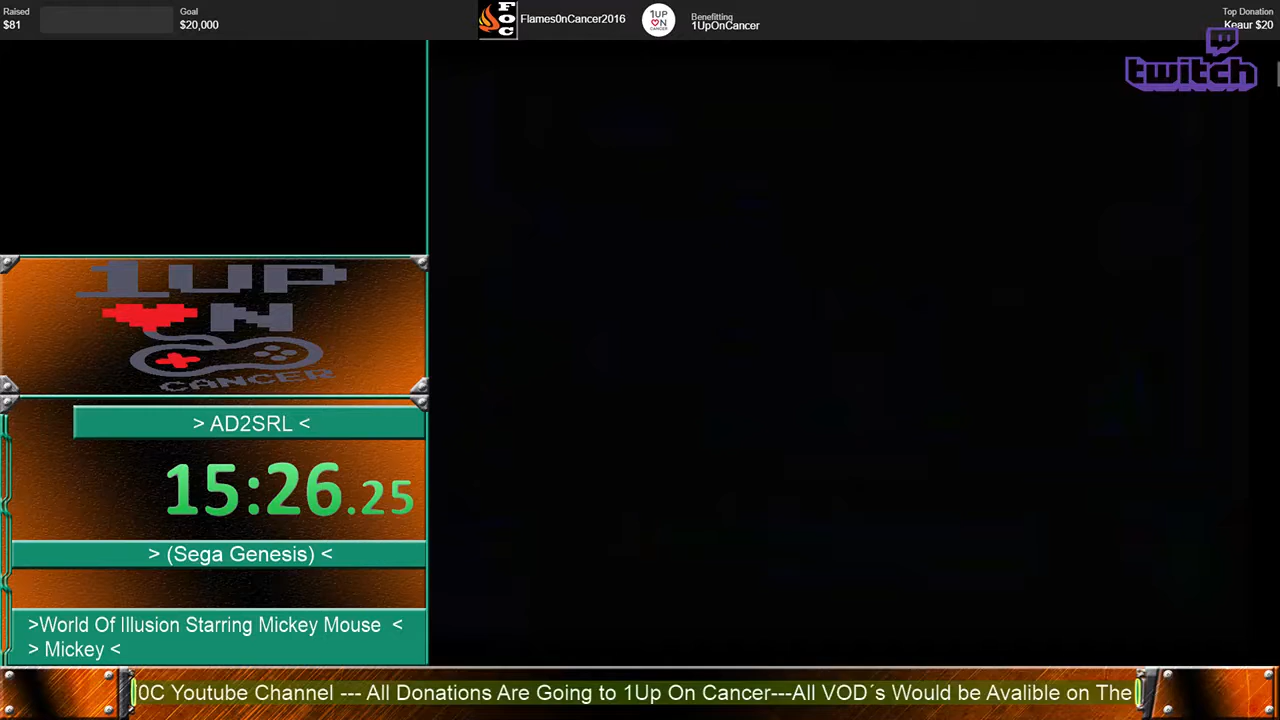 Raised
$81
Goal
$20,000
FOC
Flames0nCancer2016
1UP
ON
CANCER
Benefitting
1UpOnCancer
Top Donation
Keaur $20
twitch
1UP
ON
CANCER
> AD2SRL <
15:26.25
> (Sega Genesis) <
>World Of Illusion Starring Mickey Mouse <
> Mickey <
0C Youtube Channel --- All Donations Are Going to 1Up On Cancer---All VOD´s Would be Avalible on The